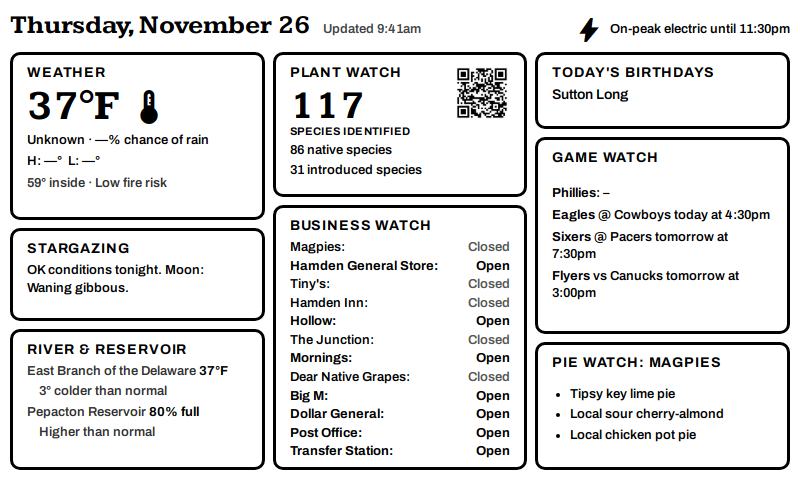 Thursday, November 26
Updated 9:41am
On-peak electric until 11:30pm
WEATHER
37°F
Unknown · —% chance of rain
H: —° L: —°
59° inside · Low fire risk
STARGAZING
OK conditions tonight. Moon:
Waning gibbous.
RIVER & RESERVOIR
East Branch of the Delaware 37°F
3° colder than normal
Pepacton Reservoir 80% full
Higher than normal
PLANT WATCH
117
SPECIES IDENTIFIED
86 native species
31 introduced species
BUSINESS WATCH
Magpies: Closed
Hamden General Store: Open
Tiny's: Closed
Hamden Inn: Closed
Hollow: Open
The Junction: Closed
Mornings: Open
Dear Native Grapes: Closed
Big M: Open
Dollar General: Open
Post Office: Open
Transfer Station: Open
TODAY'S BIRTHDAYS
Sutton Long
GAME WATCH
Phillies: –
Eagles @ Cowboys today at 4:30pm
Sixers @ Pacers tomorrow at
7:30pm
Flyers vs Canucks tomorrow at
3:00pm
PIE WATCH: MAGPIES
• Tipsy key lime pie
• Local sour cherry-almond
• Local chicken pot pie